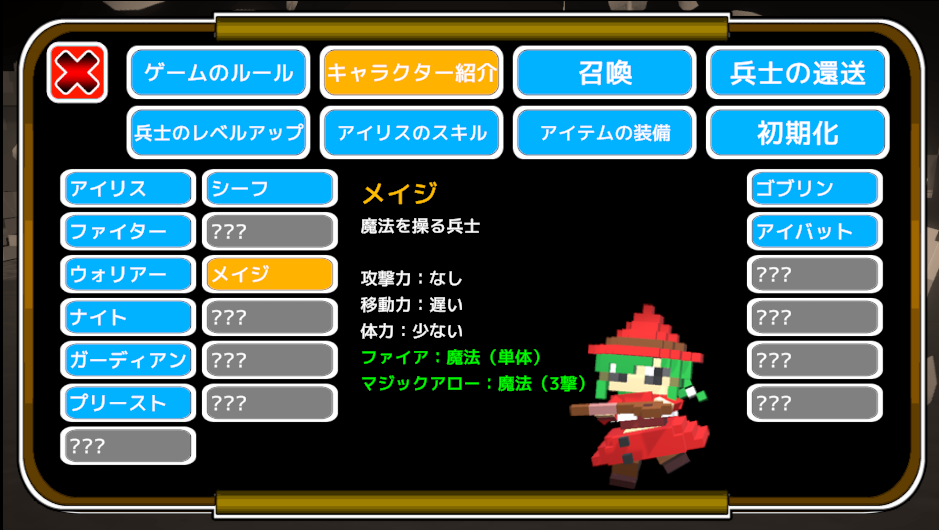 ゲームのルール
キャラクター紹介
召喚
兵士の還送
兵士のレベルアップ
アイリスのスキル
アイテムの装備
初期化
アイリス
シーフ
ファイター
???
ウォリアー
メイジ
ナイト
???
ガーディアン
???
プリースト
???
???
メイジ
魔法を操る兵士
攻撃力：なし
移動力：遅い
体力：少ない
ファイア：魔法（単体）
マジックアロー：魔法（3撃）
ゴブリン
アイバット
???
???
???
???